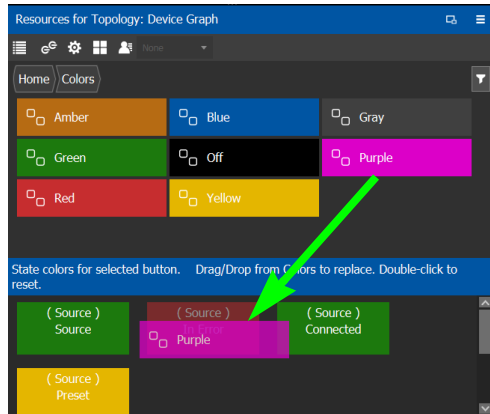 Resources for Topology: Device Graph
None
Home Colors
Amber
Blue
Gray
Green
Off
Purple
Red
Yellow
State colors for selected button. Drag/Drop from Colors to replace. Double-click to
reset.
( Source )
Source
( Source )
In Error
( Source )
Connected
Purple
( Source )
Preset